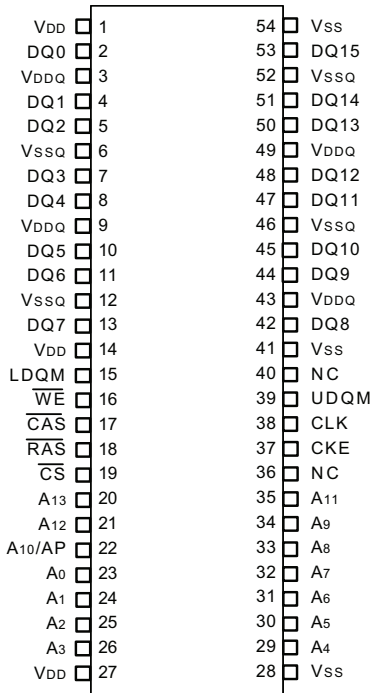 VDD 1 54 VSS
DQ0 2 53 DQ15
VDDQ 3 52 VSSQ
DQ1 4 51 DQ14
DQ2 5 50 DQ13
VSSQ 6 49 VDDQ
DQ3 7 48 DQ12
DQ4 8 47 DQ11
VDDQ 9 46 VSSQ
DQ5 10 45 DQ10
DQ6 11 44 DQ9
VSSQ 12 43 VDDQ
DQ7 13 42 DQ8
VDD 14 41 VSS
LDQM 15 40 NC
WE 16 39 UDQM
CAS 17 38 CLK
RAS 18 37 CKE
CS 19 36 NC
A13 20 35 A11
A12 21 34 A9
A10/AP 22 33 A8
A0 23 32 A7
A1 24 31 A6
A2 25 30 A5
A3 26 29 A4
VDD 27 28 VSS